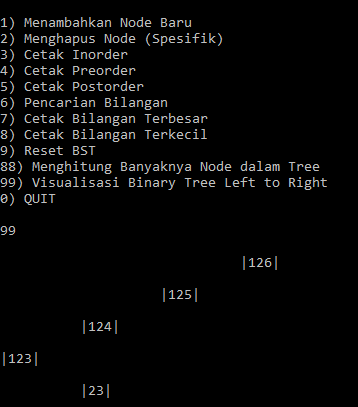 1) Menambahkan Node Baru
2) Menghapus Node (Spesifik)
3) Cetak Inorder
4) Cetak Preorder
5) Cetak Postorder
6) Pencarian Bilangan
7) Cetak Bilangan Terbesar
8) Cetak Bilangan Terkecil
9) Reset BST
88) Menghitung Banyaknya Node dalam Tree
99) Visualisasi Binary Tree Left to Right
0) QUIT
99
|126|
|125|
|124|
|123|
|23|